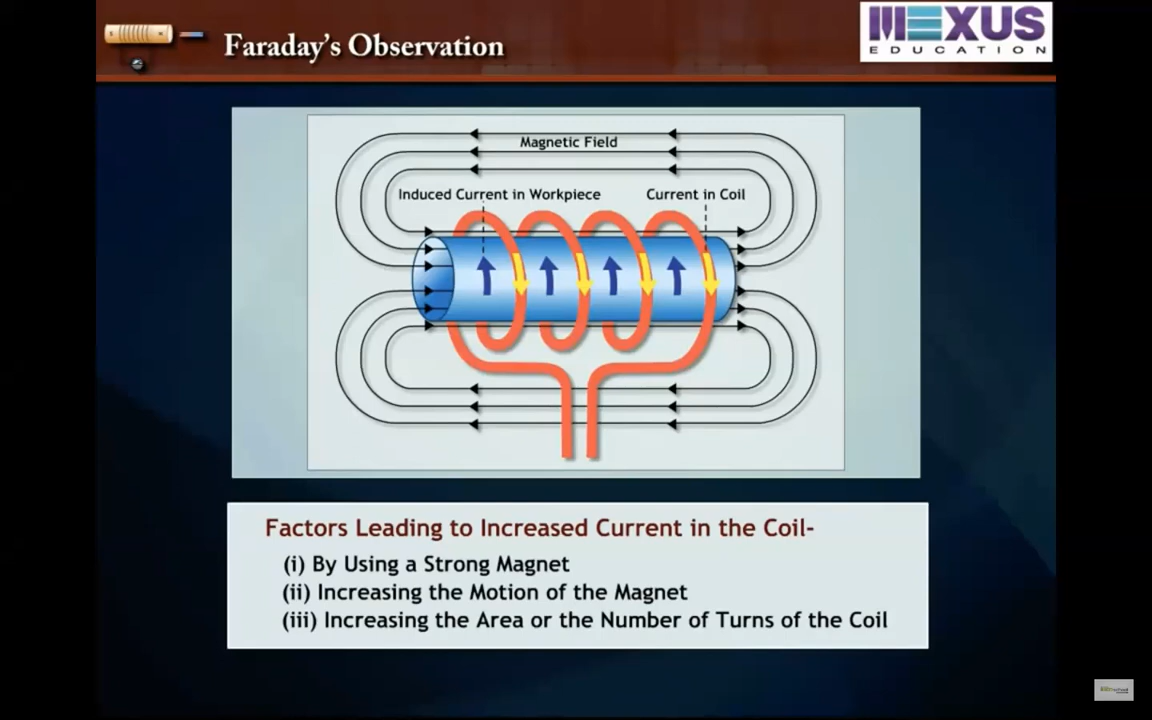 Faraday's Observation
MEXUS
EDUCATION
Magnetic Field
Induced Current in Workpiece
Current in Coil
Factors Leading to Increased Current in the Coil-
(i) By Using a Strong Magnet
(ii) Increasing the Motion of the Magnet
(iii) Increasing the Area or the Number of Turns of the Coil